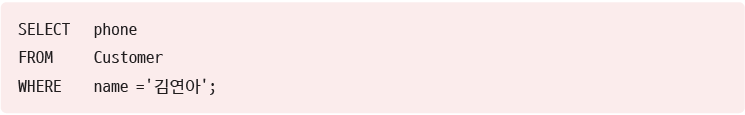 SELECT phone
FROM Customer
WHERE name ='김연아';